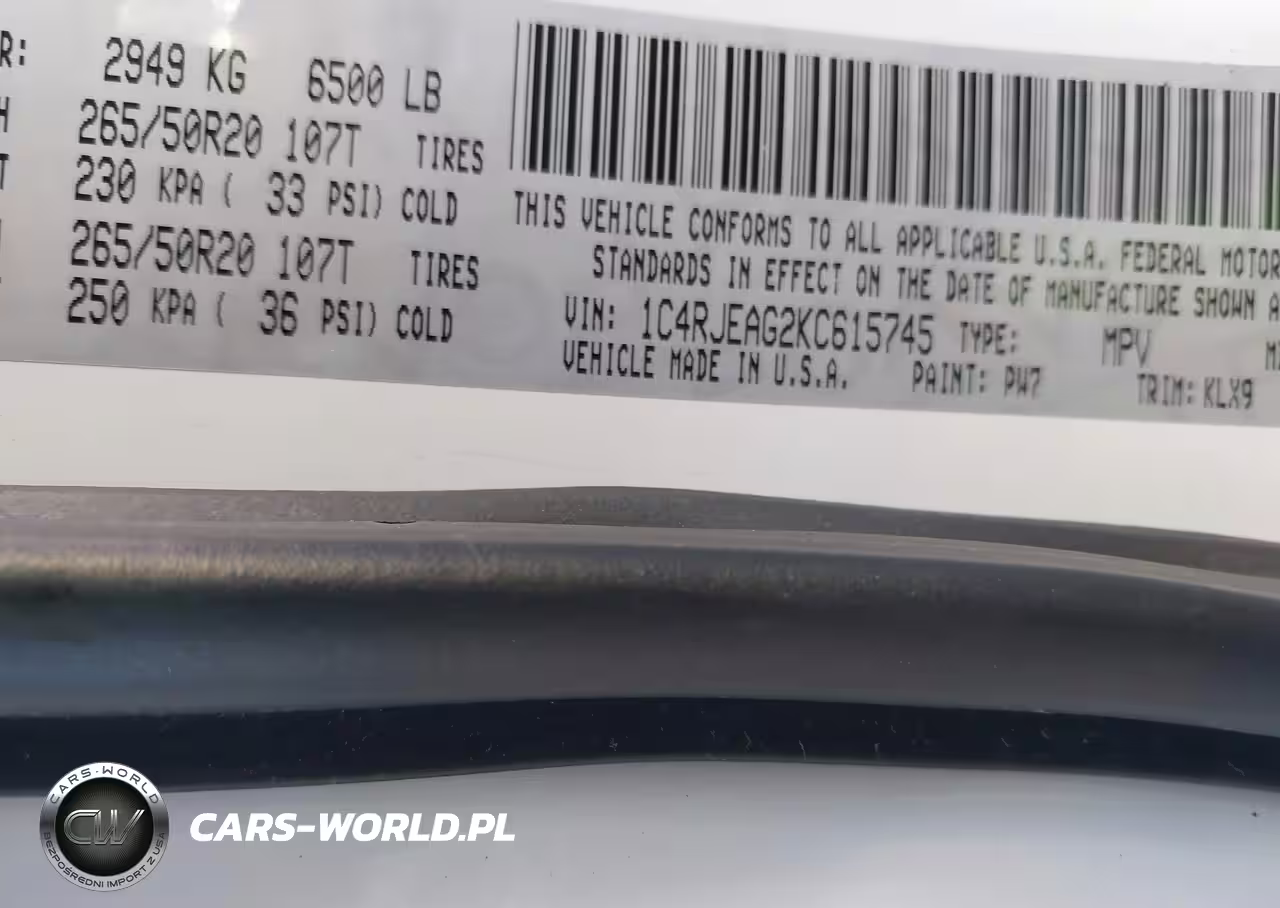 R: 2949 KG 6500 LB
H 265/50R20 107T TIRES
T 230 KPA ( 33 PSI) COLD
265/50R20 107T TIRES
250 KPA ( 36 PSI) COLD
THIS VEHICLE CONFORMS TO ALL APPLICABLE U.S.A. FEDERAL MOTOR
STANDARDS IN EFFECT ON THE DATE OF MANUFACTURE SHOWN A
VIN: 1C4RJEAG2KC615745 TYPE: MPV
VEHICLE MADE IN U.S.A. PAINT: PW7 TRIM: KLX9
CARS-WORLD
CW
BEZPOŚREDNI IMPORT Z USA
CARS-WORLD.PL